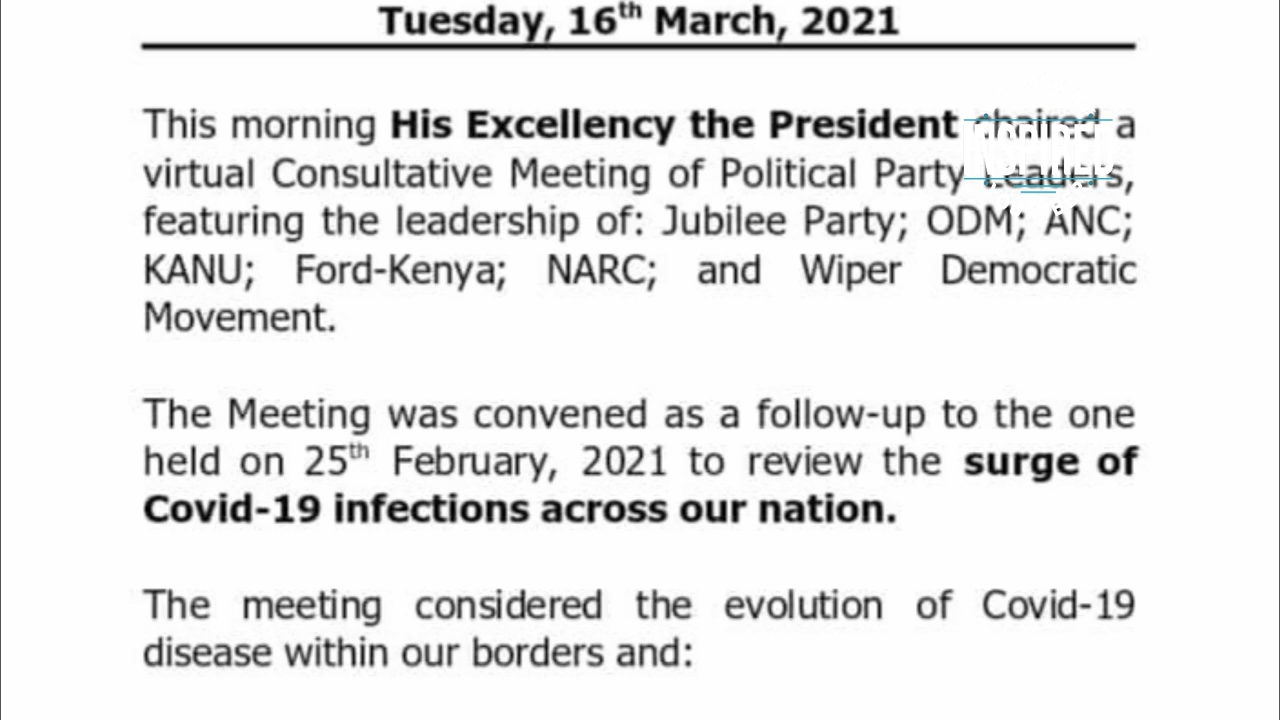 Tuesday, 16th March, 2021
This morning His Excellency the President chaired a
virtual Consultative Meeting of Political Party Leaders,
featuring the leadership of: Jubilee Party; ODM; ANC;
KANU; Ford-Kenya; NARC; and Wiper Democratic
Movement.
The Meeting was convened as a follow-up to the one
held on 25th February, 2021 to review the surge of
Covid-19 infections across our nation.
The meeting considered the evolution of Covid-19
disease within our borders and:
INSPIRED